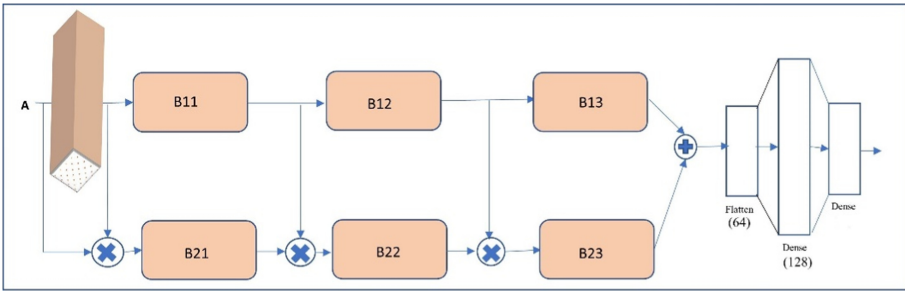 A
B11
B12
B13
B21
B22
B23
Flatten
(64)
Dense
(128)
Dense